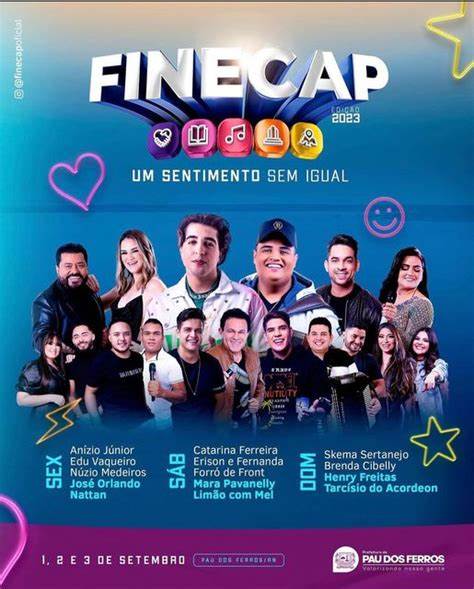 @finecapoficial
FINECAP
EDIÇÃO
2023
UM SENTIMENTO SEM IGUAL
SEX
Anízio Júnior
Edu Vaqueiro
Núzio Medeiros
José Orlando
Nattan
SÁB
Catarina Ferreira
Erison e Fernanda
Forró de Front
Mara Pavanelly
Limão com Mel
DOM
Skema Sertanejo
Brenda Cibelly
Henry Freitas
Tarcísio do Acordeon
1, 2 E 3 DE SETEMBRO
PAU DOS FERROS/RN
Prefeitura de
PAU DOS FERROS
Valorizando nossa gente